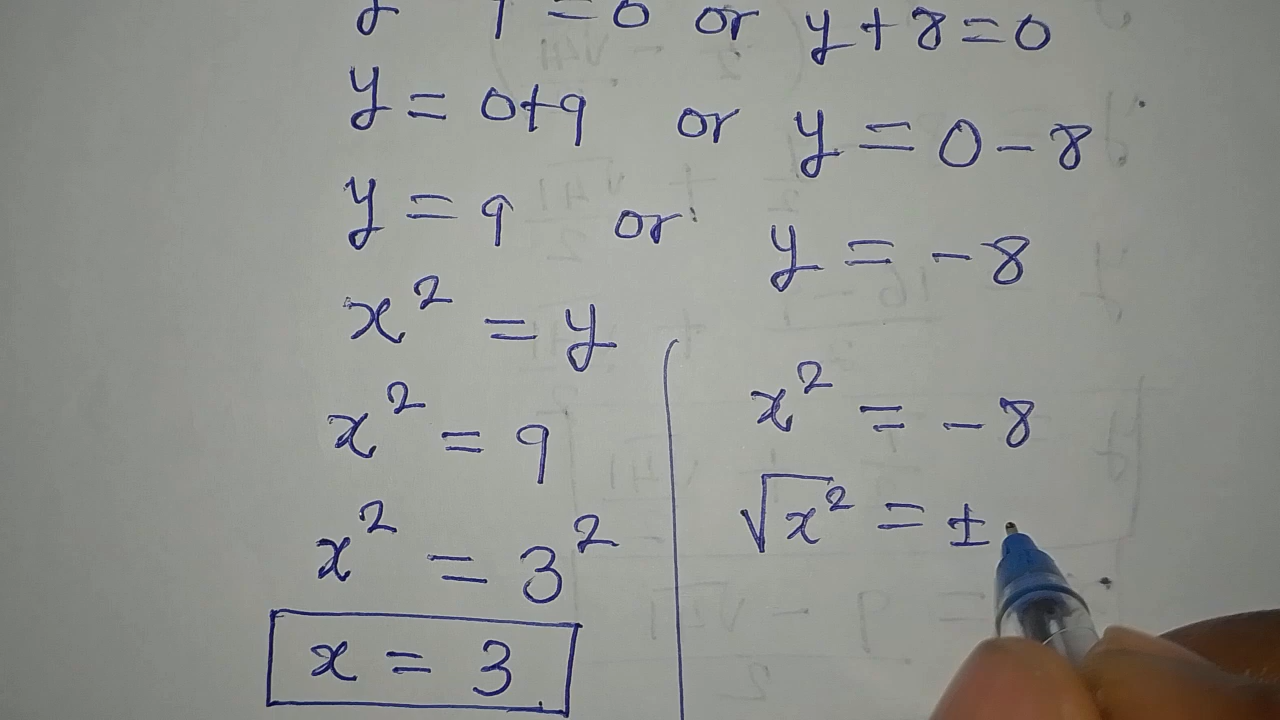 = 0 or y + 8 = 0
y = 0+9 or y = 0 - 8
y = 9 or y = - 8
x² = y
x² = 9
x² = 3²
x = 3
x² = - 8
√x² = ±